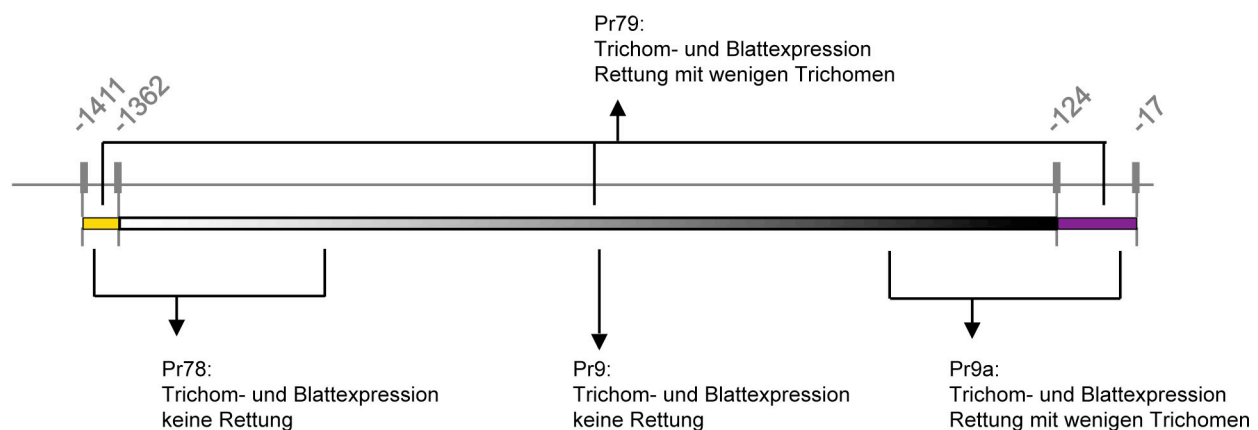 Pr79:
Trichom- und Blattexpression
Rettung mit wenigen Trichomen
-1411
-1362
-124
-17
Pr78:
Trichom- und Blattexpression
keine Rettung
Pr9:
Trichom- und Blattexpression
keine Rettung
Pr9a:
Trichom- und Blattexpression
Rettung mit wenigen Trichomen